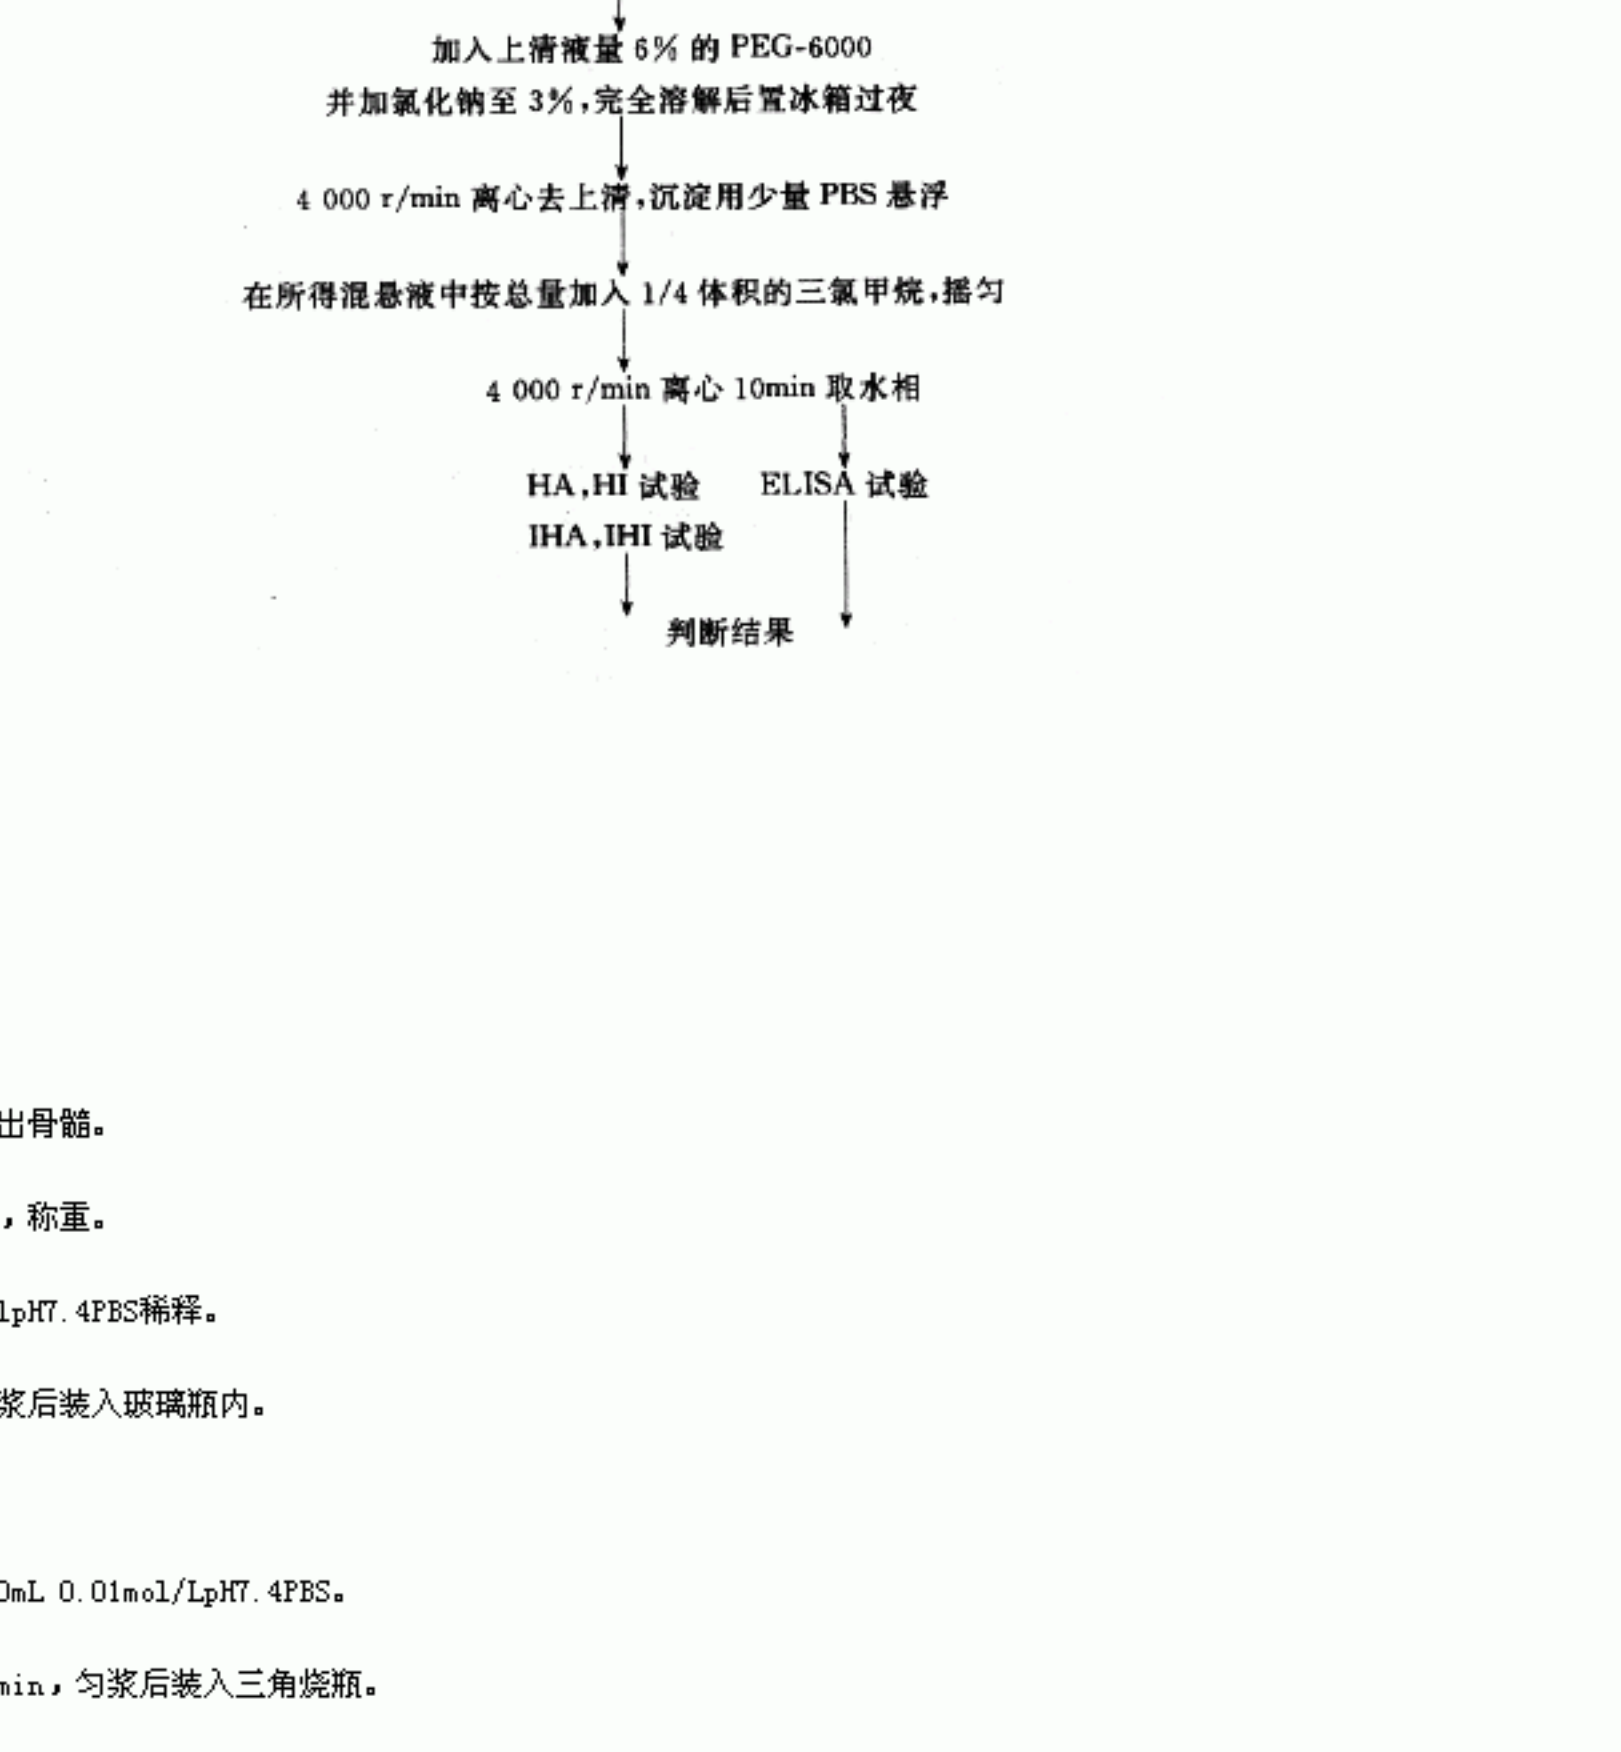 加入上清液量 6% 的 PEG-6000
并加氯化钠至 3%,完全溶解后置冰箱过夜
4 000 r/min 离心去上清,沉淀用少量 PBS 悬浮
在所得混悬液中按总量加入 1/4 体积的三氯甲烷,摇匀
4 000 r/min 离心 10min 取水相
HA,HI 试验 ELISA 试验
IHA,IHI 试验
判断结果
出骨髓。
，称重。
lpH7.4PBS稀释。
浆后装入玻璃瓶内。
0mL 0.01mol/LpH7.4PBS。
min，匀浆后装入三角烧瓶。